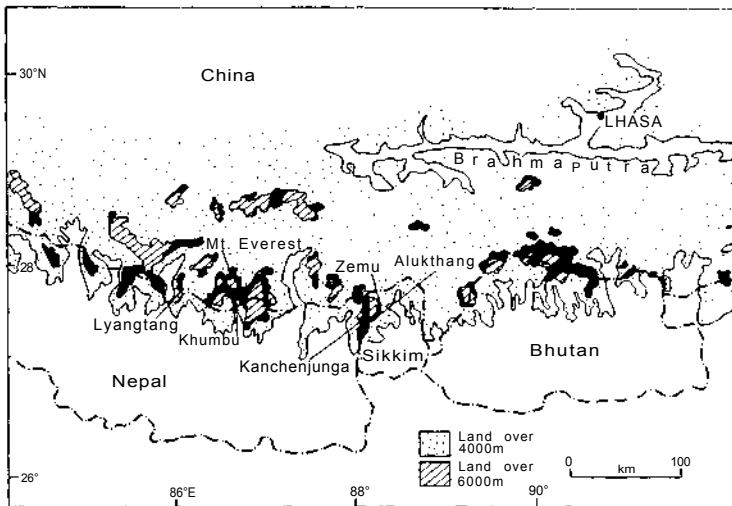 30°N
China
LHASA
BrahmaPutra
Mt. Everest
Alukthang
28
Zemu
Lyangtang
Khumbu
Kanchenjunga
Sikkim
Bhutan
Nepal
Land over
4000m
Land over
6000m
0
100
km
26°
86°E
88°
90°